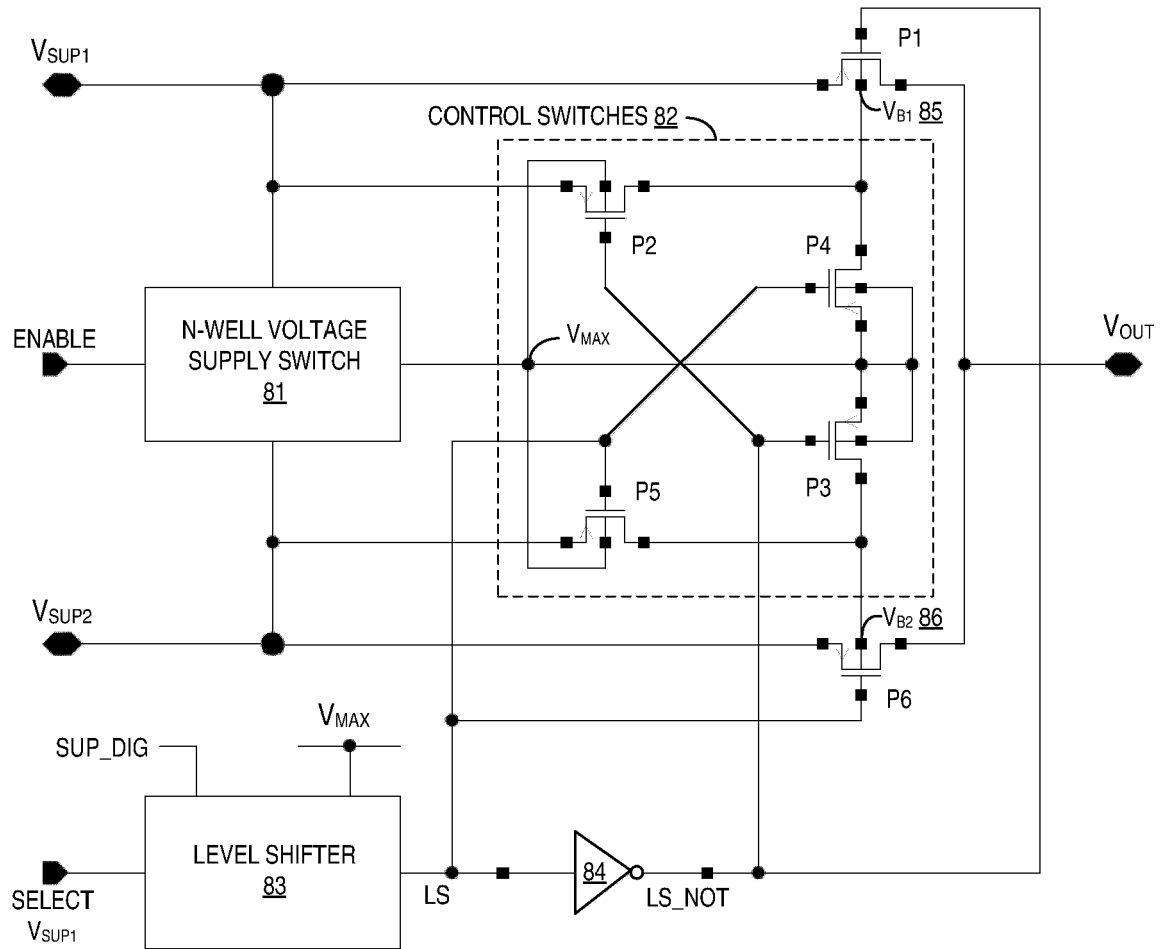 VSUP1
P1
CONTROL SWITCHES 82
VB1 85
P2
P4
ENABLE
N-WELL VOLTAGE
SUPPLY SWITCH
81
VMAX
VOUT
P5
P3
VSUP2
VB2 86
P6
VMAX
SUP_DIG
LEVEL SHIFTER
83
SELECT
VSUP1
LS
84
LS_NOT